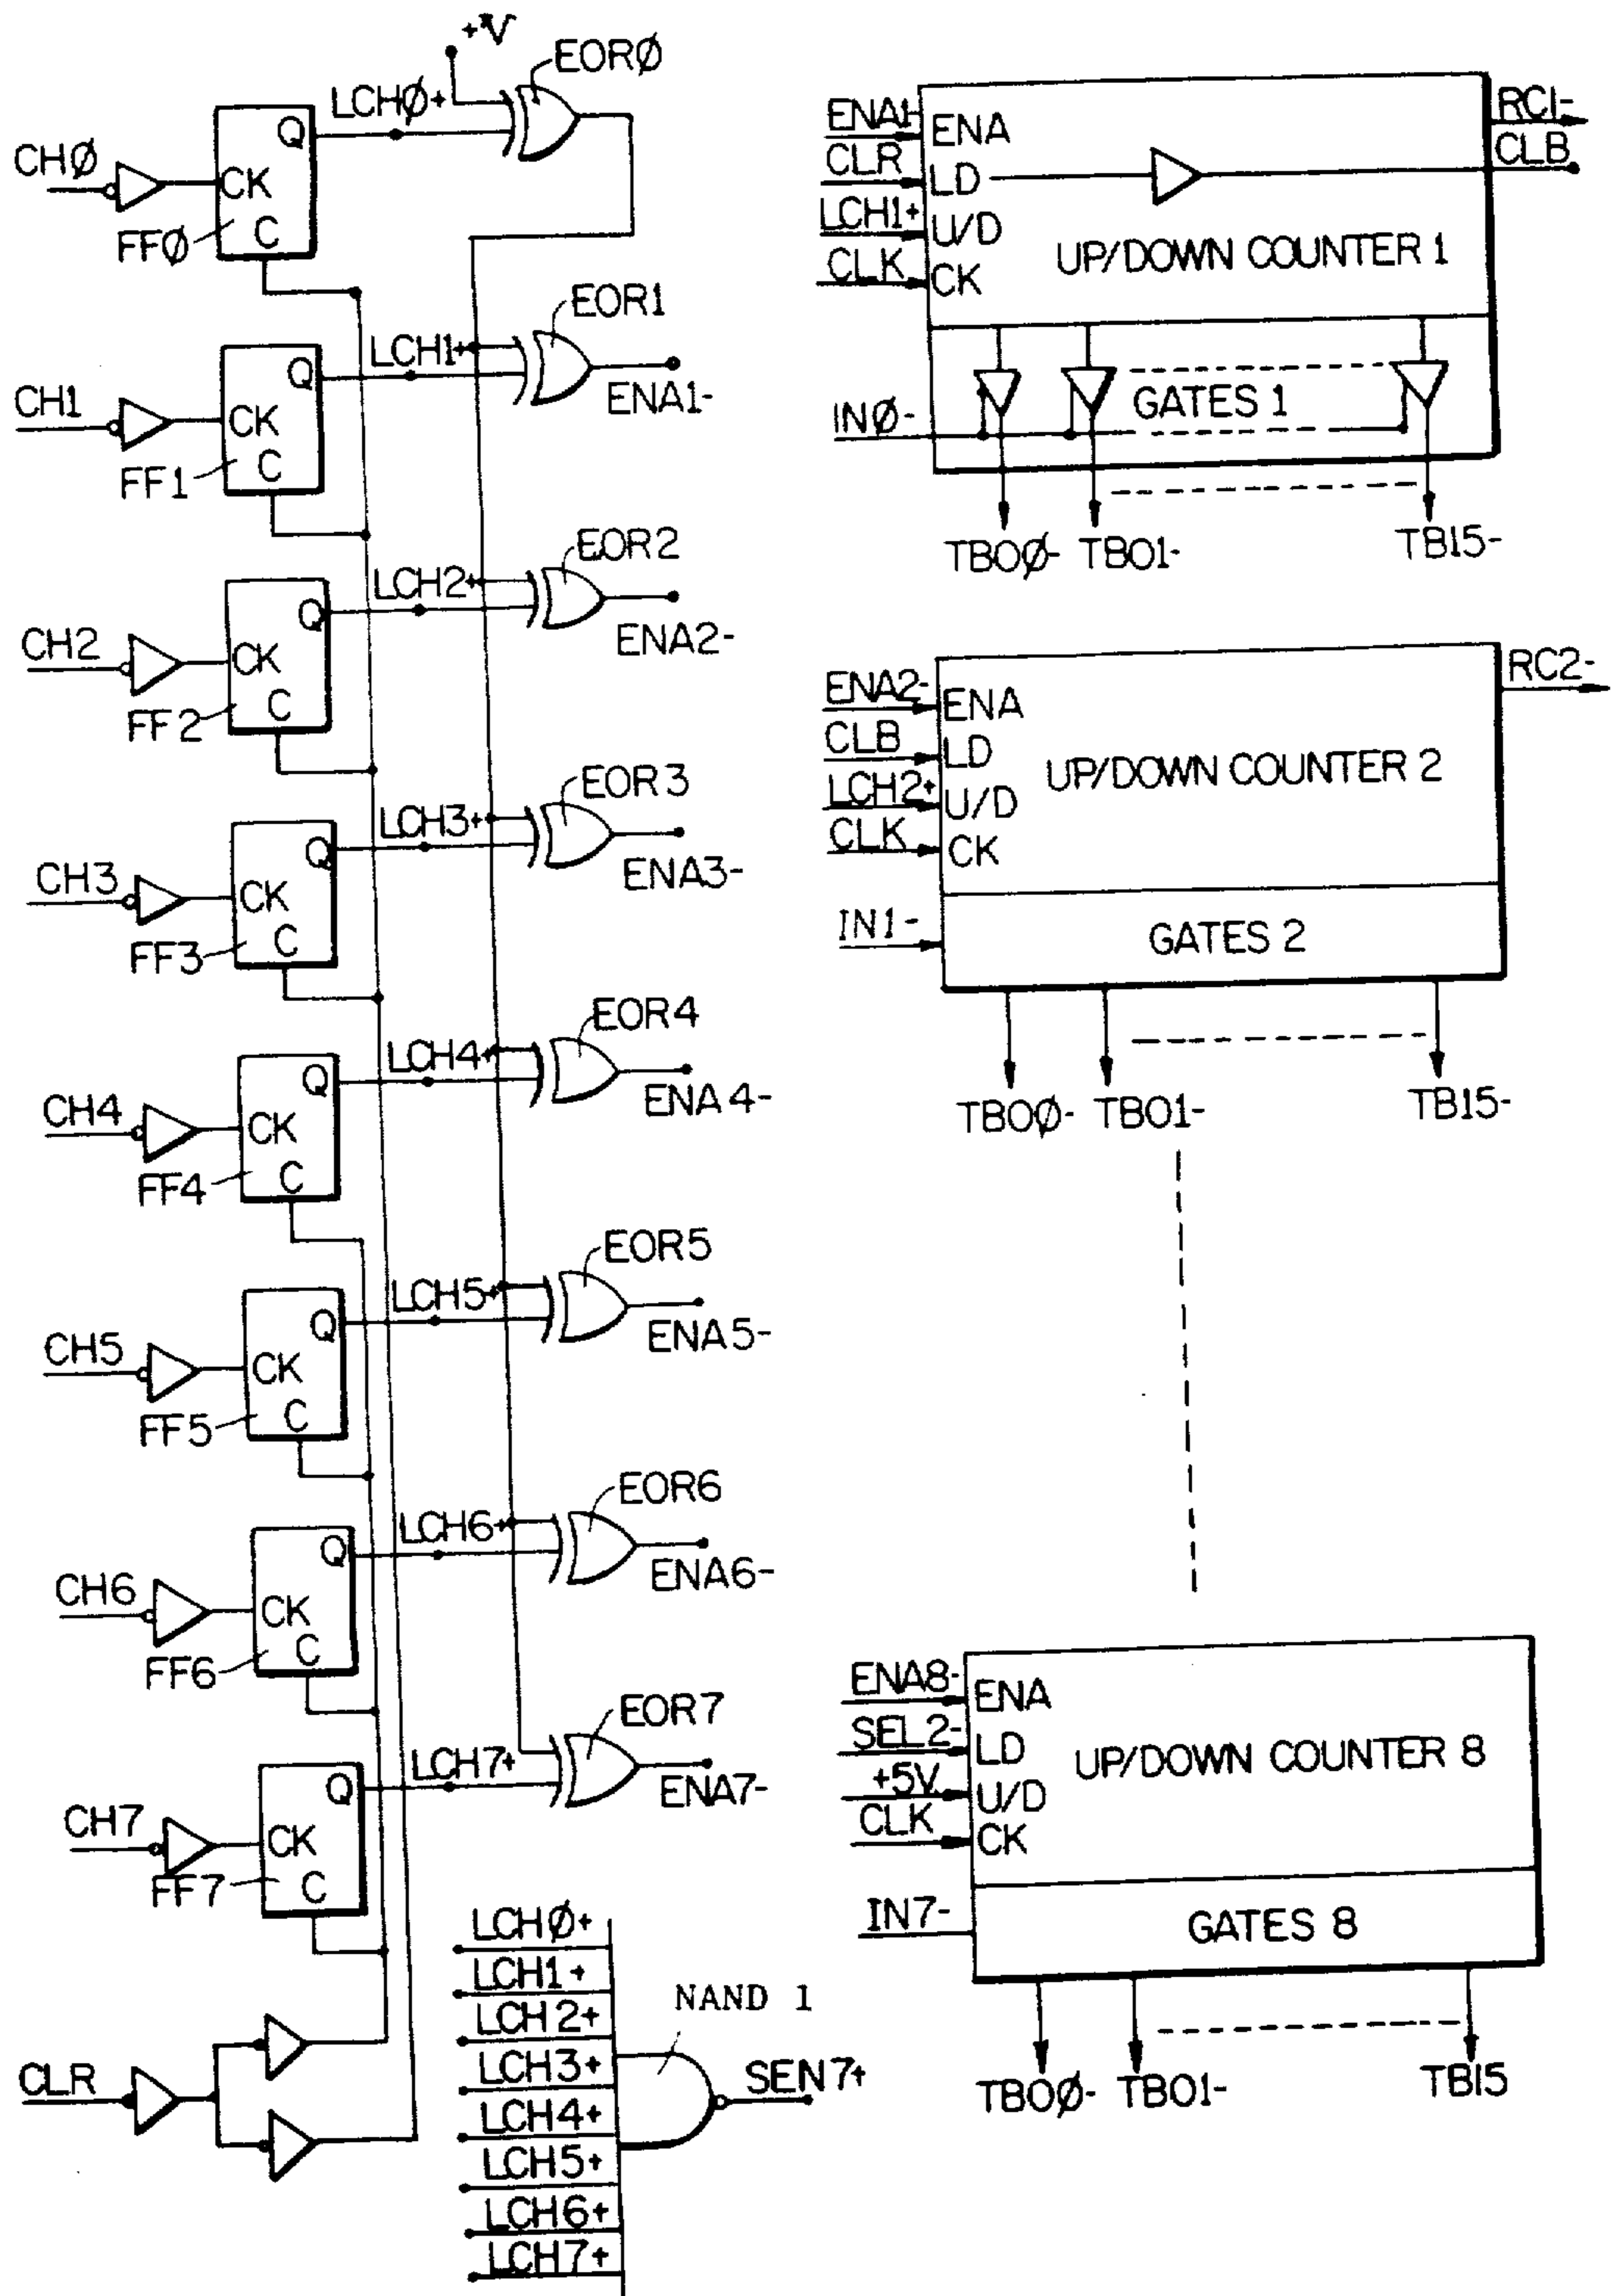 +V
EORØ
LCHØ+
Q
CHØ
CK
C
FFØ
EOR1
LCH1+
Q
CH1
CK
C
FF1
ENA1-
EOR2
LCH2+
Q
CH2
CK
C
FF2
ENA2-
EOR3
LCH3+
Q
CH3
CK
C
FF3
ENA3-
EOR4
LCH4+
Q
CH4
CK
C
FF4
ENA4-
EOR5
LCH5+
Q
CH5
CK
C
FF5
ENA5-
EOR6
LCH6+
Q
CH6
CK
C
FF6
ENA6-
EOR7
LCH7+
Q
CH7
CK
C
FF7
ENA7-
CLR
LCHØ+
LCH1+
LCH2+
LCH3+
LCH4+
LCH5+
LCH6+
LCH7+
NAND 1
SEN7+
ENA1-
ENA
RC1-
CLR
LD
CLB
LCH1+
U/D
UP/DOWN COUNTER 1
CLK
CK
INØ-
GATES 1
TBOØ-
TBO1-
TB15-
ENA2-
ENA
RC2-
CLB
LD
UP/DOWN COUNTER 2
LCH2+
U/D
CLK
CK
IN1-
GATES 2
TBOØ-
TBO1-
TB15-
ENA8-
ENA
SEL2-
LD
UP/DOWN COUNTER 8
+5V
U/D
CLK
CK
IN7-
GATES 8
TBOØ-
TBO1-
TB15